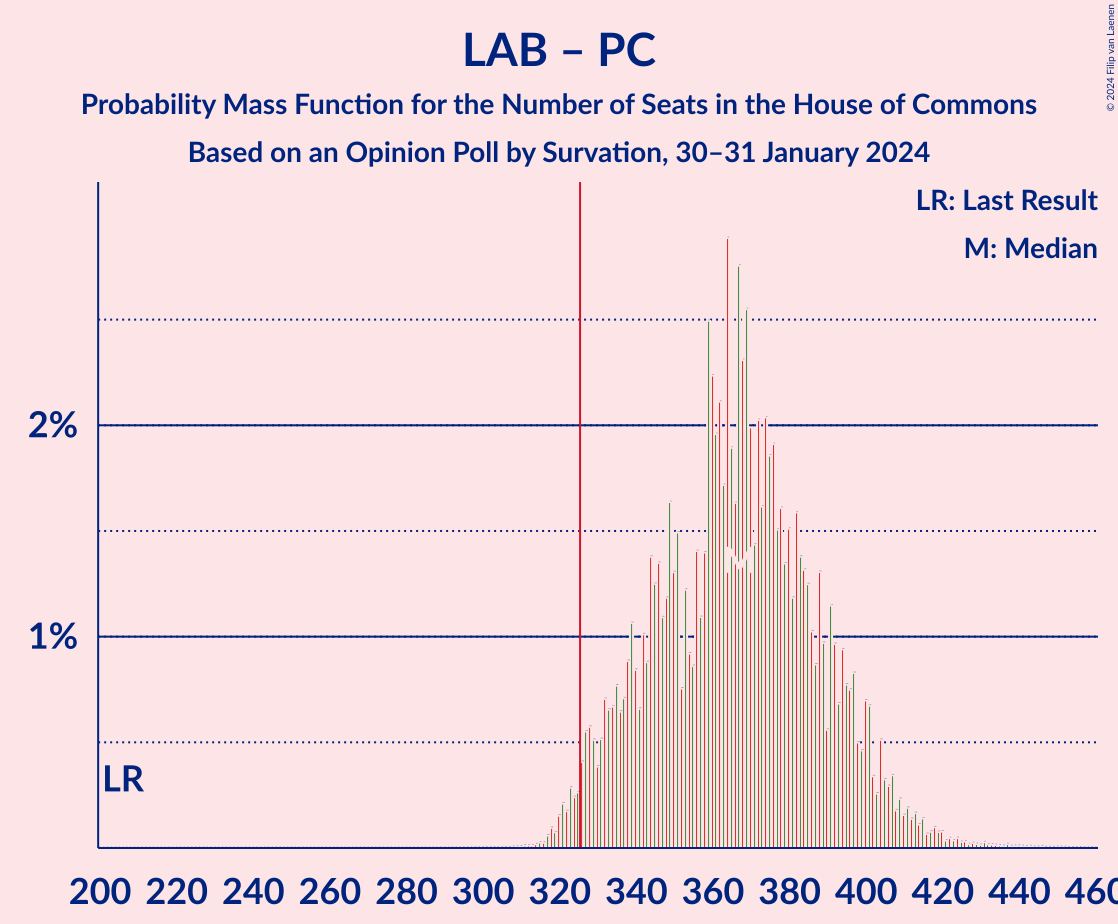 LAB – PC
Probability Mass Function for the Number of Seats in the House of Commons
Based on an Opinion Poll by Survation, 30–31 January 2024
© 2024 Filip van Laenen
LR: Last Result
M: Median
2%
1%
LR
200 220 240 260 280 300 320 340 360 380 400 420 440 460